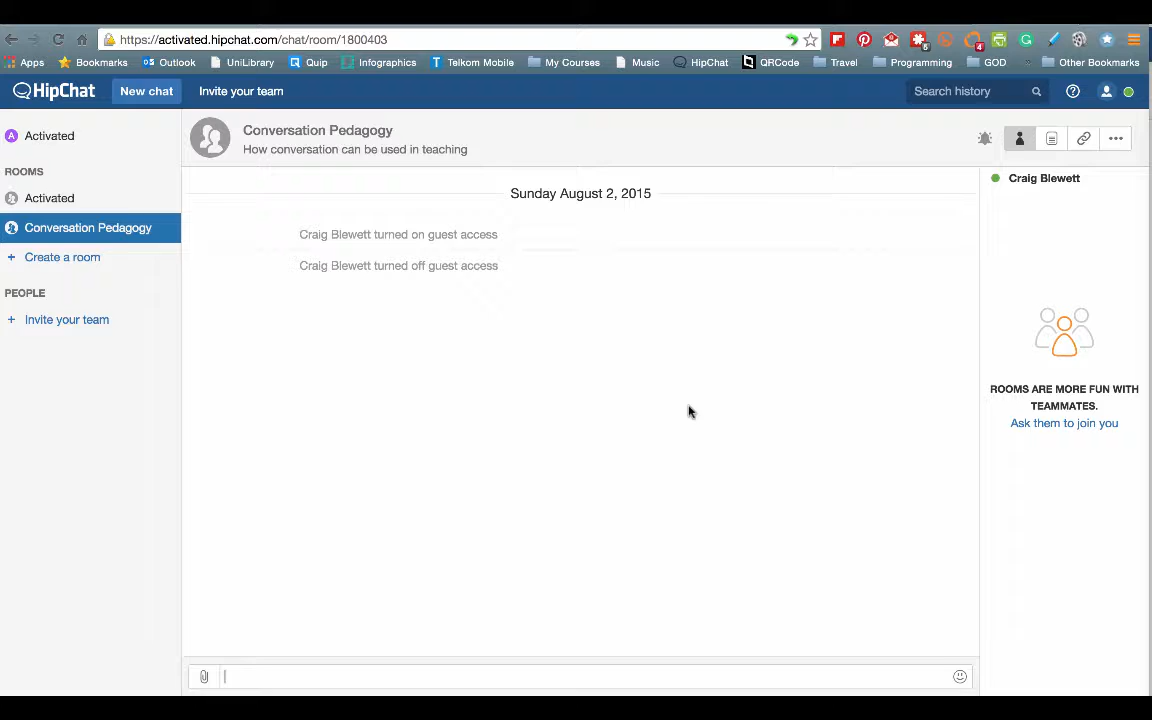 https://activated.hipchat.com/chat/room/1800403
5
4
Apps Bookmarks Outlook UniLibrary Quip Infographics Telkom Mobile My Courses Music HipChat QRCode Travel Programming GOD » Other Bookmarks
HipChat New chat Invite your team Search history
A Activated
ROOMS
Activated
Conversation Pedagogy
+ Create a room
PEOPLE
+ Invite your team
Conversation Pedagogy
How conversation can be used in teaching
Sunday August 2, 2015
Craig Blewett turned on guest access
Craig Blewett turned off guest access
Craig Blewett
ROOMS ARE MORE FUN WITH
TEAMMATES.
Ask them to join you